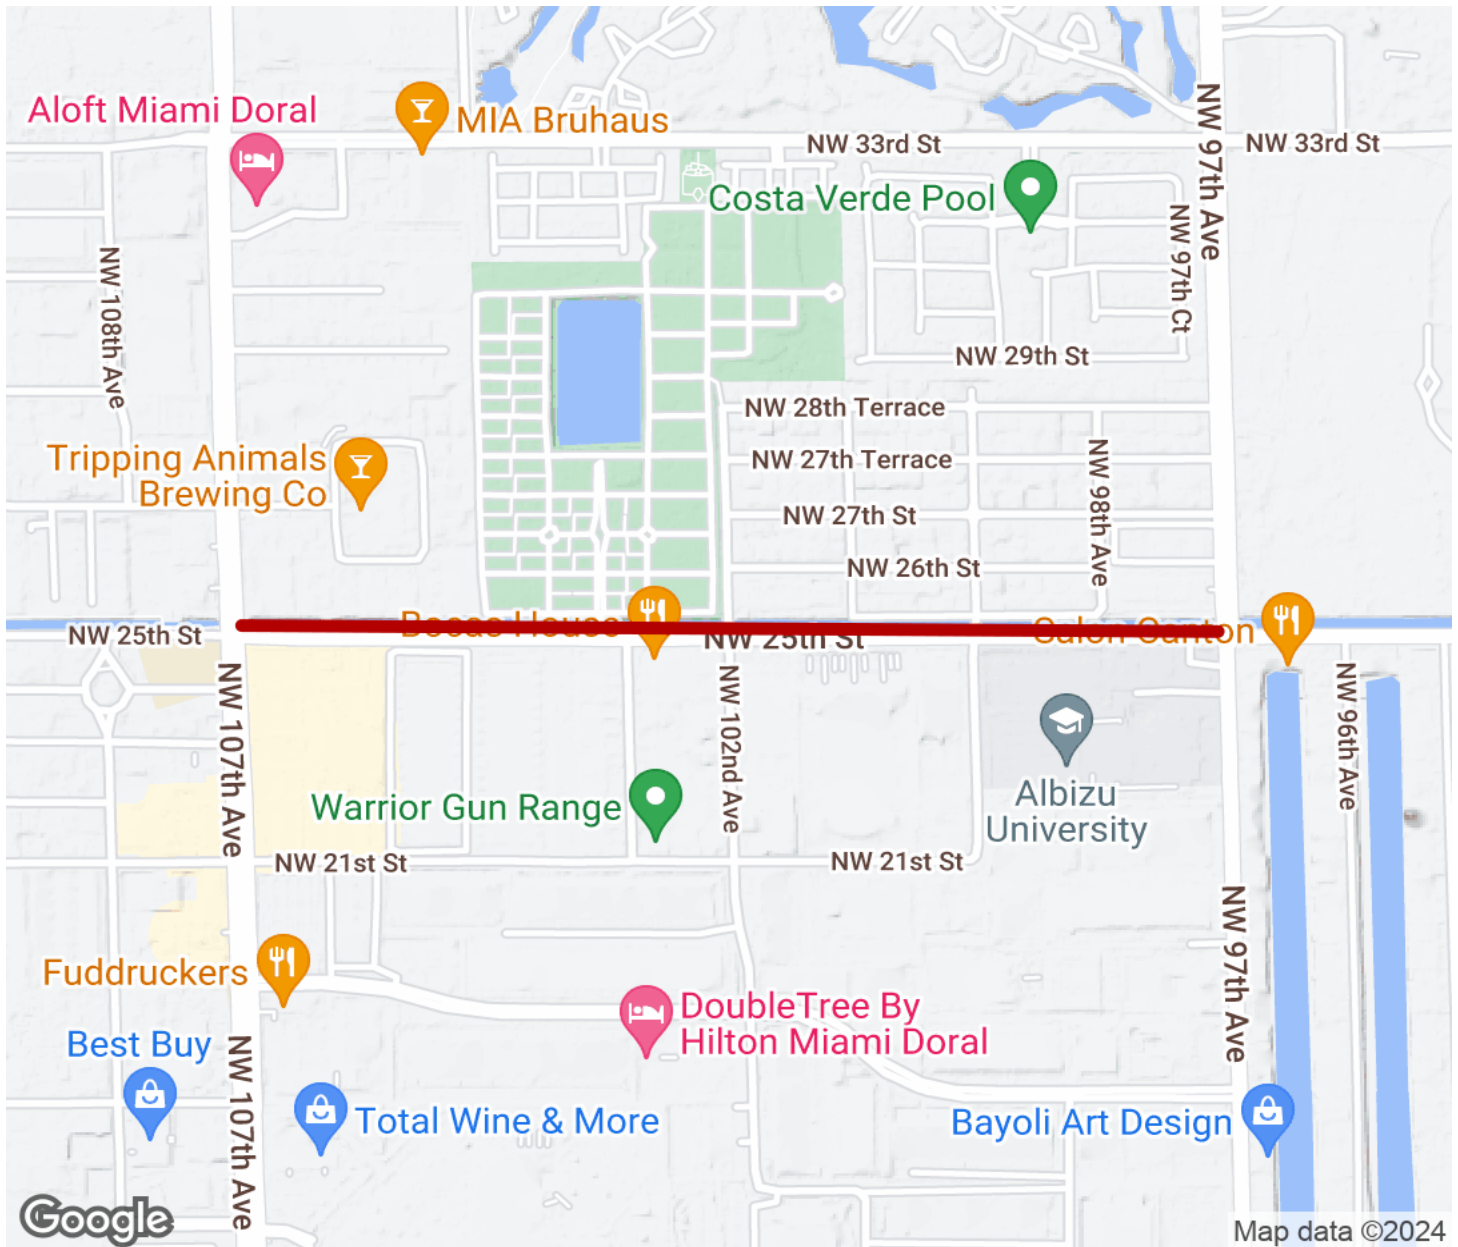 NW 97th Ave
Aloft Miami Doral
MIA Bruhaus
NW 33rd St
NW 33rd St
Costa Verde Pool
NW 97th Ct
NW 108th Ave
NW 29th St
NW 28th Terrace
Tripping Animals
Brewing Co
NW 27th Terrace
NW 98th Ave
NW 27th St
NW 26th St
NW 25th St
NW 25th St
NW 107th Ave
NW 102nd Ave
NW 96th Ave
Albizu
University
Warrior Gun Range
NW 21st St
NW 21st St
NW 97th Ave
Fuddruckers
DoubleTree By
Hilton Miami Doral
Best Buy
NW 107th Ave
Total Wine & More
Bayoli Art Design
Google
Map data ©2024